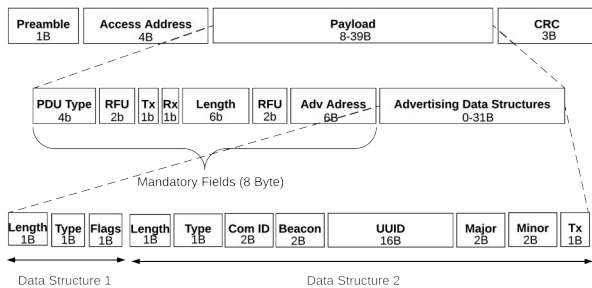 Preamble Access Address Payload CRC
1B 4B 8-39B 3B
PDU Type RFU Tx Rx Length RFU Adv Adress Advertising Data Structures
4b 2b 1b 1b 6b 2b 6B 0-31B
Mandatory Fields (8 Byte)
Length Type Flags Length Type Com ID Beacon UUID Major Minor Tx
1B 1B 1B 1B 1B 2B 2B 16B 2B 2B 1B
Data Structure 1 Data Structure 2